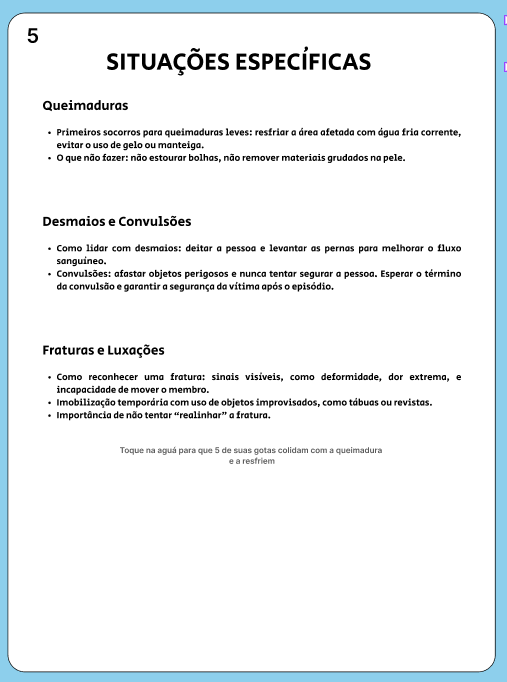 5
SITUAÇÕES ESPECÍFICAS
Queimaduras
• Primeiros socorros para queimaduras leves: resfriar a área afetada com água fria corrente,
evitar o uso de gelo ou manteiga.
• O que não fazer: não estourar bolhas, não remover materiais grudados na pele.
Desmaios e Convulsões
• Como lidar com desmaios: deitar a pessoa e levantar as pernas para melhorar o fluxo
sanguíneo.
• Convulsões: afastar objetos perigosos e nunca tentar segurar a pessoa. Esperar o término
da convulsão e garantir a segurança da vítima após o episódio.
Fraturas e Luxações
• Como reconhecer uma fratura: sinais visíveis, como deformidade, dor extrema, e
incapacidade de mover o membro.
• Imobilização temporária com uso de objetos improvisados, como tábuas ou revistas.
• Importância de não tentar “realinhar” a fratura.
Toque na aguá para que 5 de suas gotas colidam com a queimadura
e a resfriem